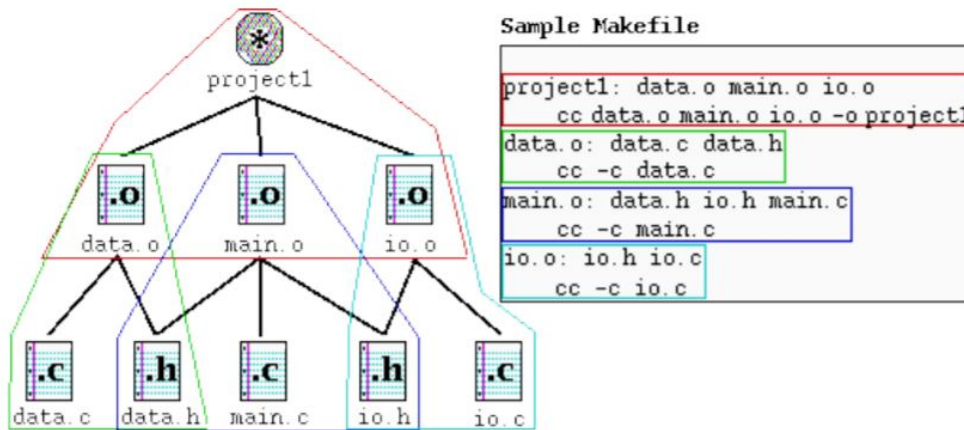 *
project1
.o .o .o
data.o main.o io.o
.c .h .c .h .c
data.c data.h main.c io.h io.c
Sample Makefile
project1: data.o main.o io.o
cc data.o main.o io.o -o project1
data.o: data.c data.h
cc -c data.c
main.o: data.h io.h main.c
cc -c main.c
io.o: io.h io.c
cc -c io.c